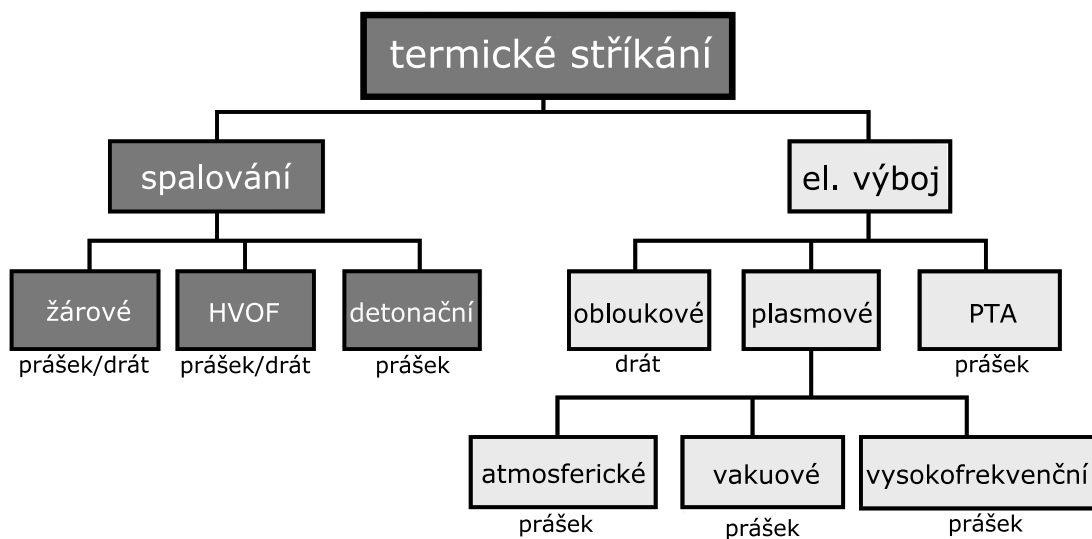 termické stříkání
spalování
el. výboj
žárové
HVOF
detonační
obloukové
plasmové
PTA
prášek/drát
prášek/drát
prášek
drát
prášek
atmosferické
vakuové
vysokofrekvenční
prášek
prášek
prášek